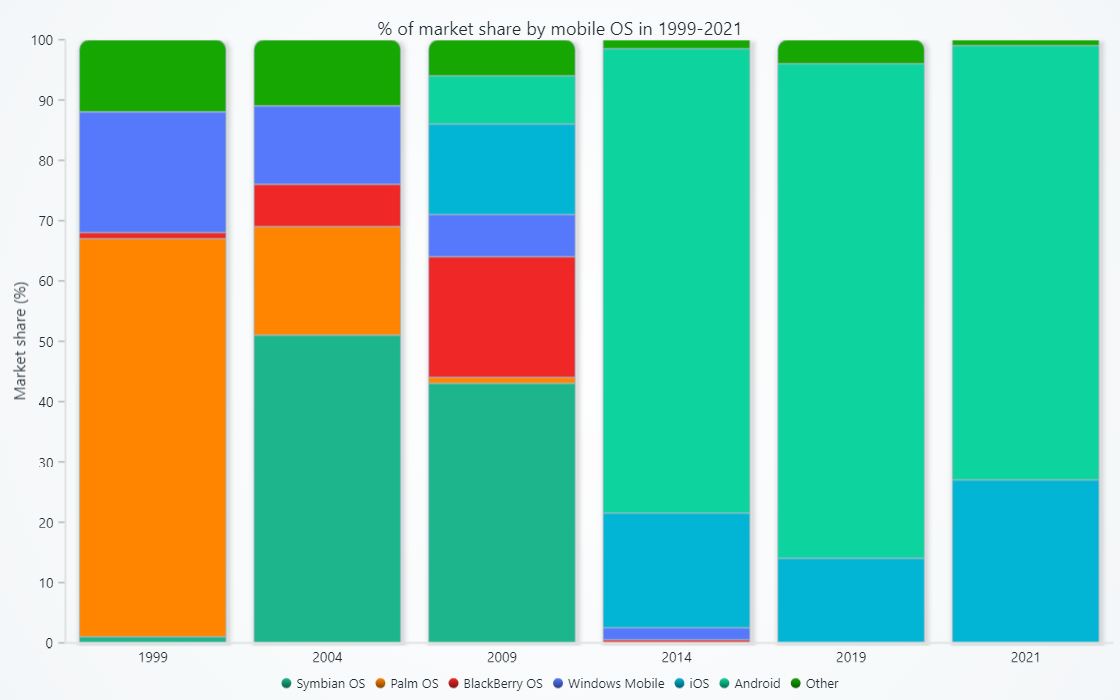 % of market share by mobile OS in 1999-2021
Market share (%)
100
90
80
70
60
50
40
30
20
10
0
1999 2004 2009 2014 2019 2021
Symbian OS Palm OS BlackBerry OS Windows Mobile iOS Android Other